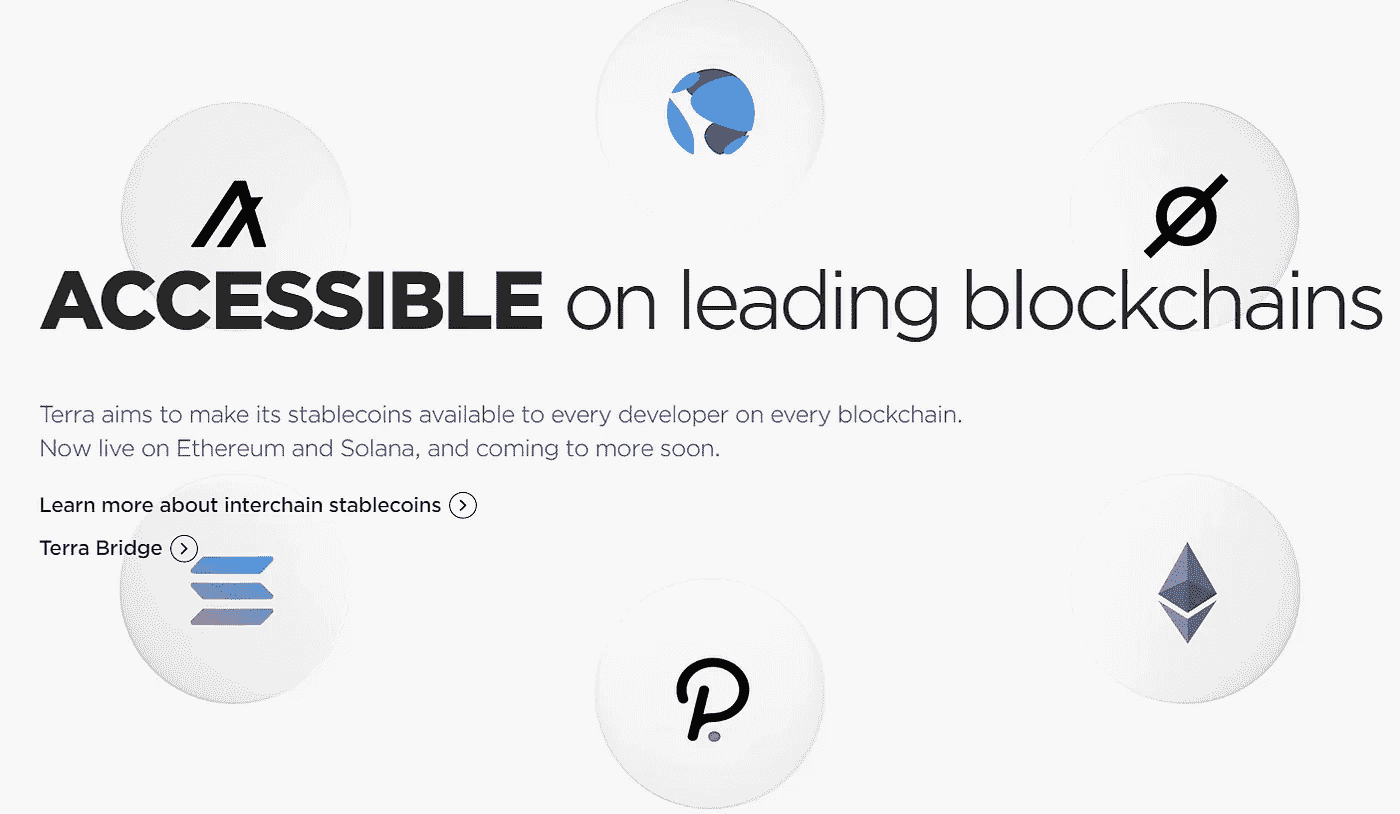 ACCESSIBLE on leading blockchains
Terra aims to make its stablecoins available to every developer on every blockchain.
Now live on Ethereum and Solana, and coming to more soon.
Learn more about interchain stablecoins
Terra Bridge